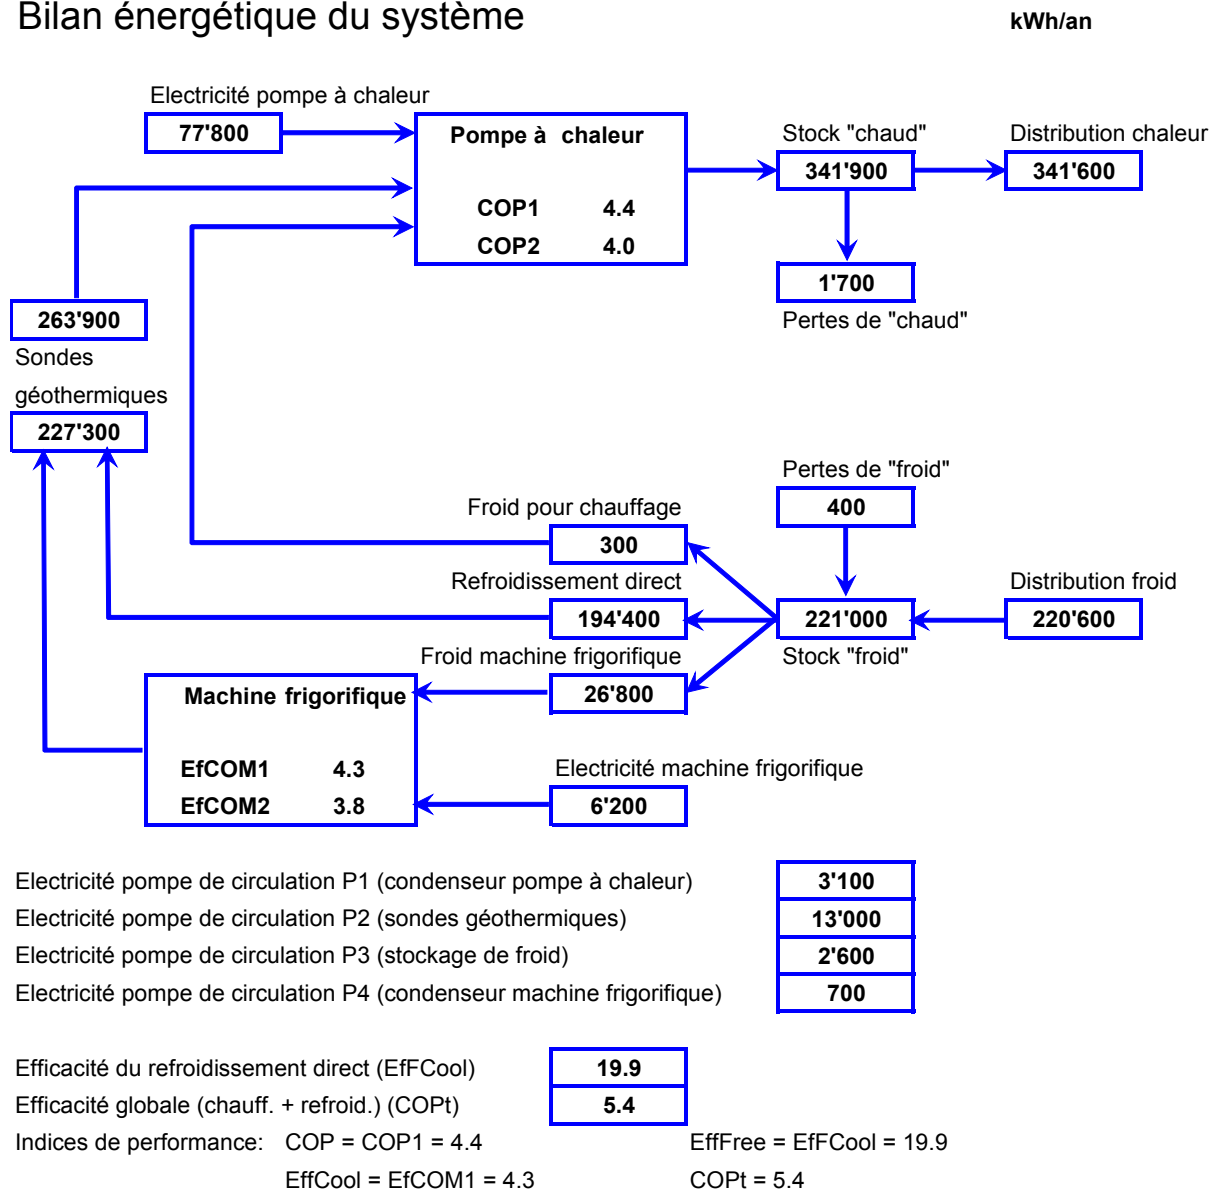 Bilan énergétique du système kWh/an
Electricité pompe à chaleur
77'800
Pompe à chaleur
COP1 4.4
COP2 4.0
Stock "chaud"
341'900
Distribution chaleur
341'600
1'700
Pertes de "chaud"
263'900
Sondes
géothermiques
227'300
Pertes de "froid"
400
Froid pour chauffage
300
Refroidissement direct
194'400
Distribution froid
220'600
221'000
Stock "froid"
Froid machine frigorifique
26'800
Machine frigorifique
EfCOM1 4.3
EfCOM2 3.8
Electricité machine frigorifique
6'200
Electricité pompe de circulation P1 (condenseur pompe à chaleur) 3'100
Electricité pompe de circulation P2 (sondes géothermiques) 13'000
Electricité pompe de circulation P3 (stockage de froid) 2'600
Electricité pompe de circulation P4 (condenseur machine frigorifique) 700
Efficacité du refroidissement direct (EfFCool) 19.9
Efficacité globale (chauff. + refroid.) (COPt) 5.4
Indices de performance: COP = COP1 = 4.4 EffFree = EfFCool = 19.9
EffCool = EfCOM1 = 4.3 COPt = 5.4